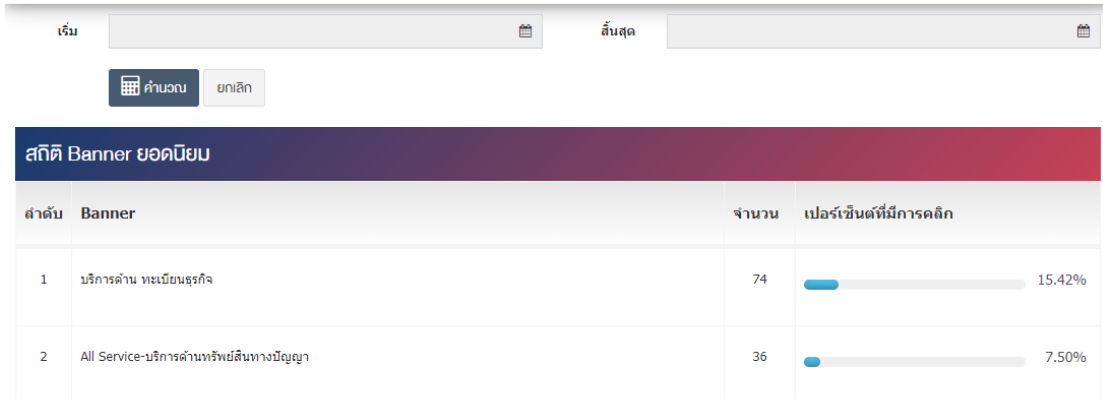 เริ่ม สิ้นสุด
คำนวณ ยกเลิก
สถิติ Banner ยอดนิยม
ลำดับ Banner จำนวน เปอร์เซ็นต์ที่มีการคลิก
1 บริการด้าน ทะเบียนธุรกิจ 74 15.42%
2 All Service-บริการด้านทรัพย์สินทางปัญญา 36 7.50%